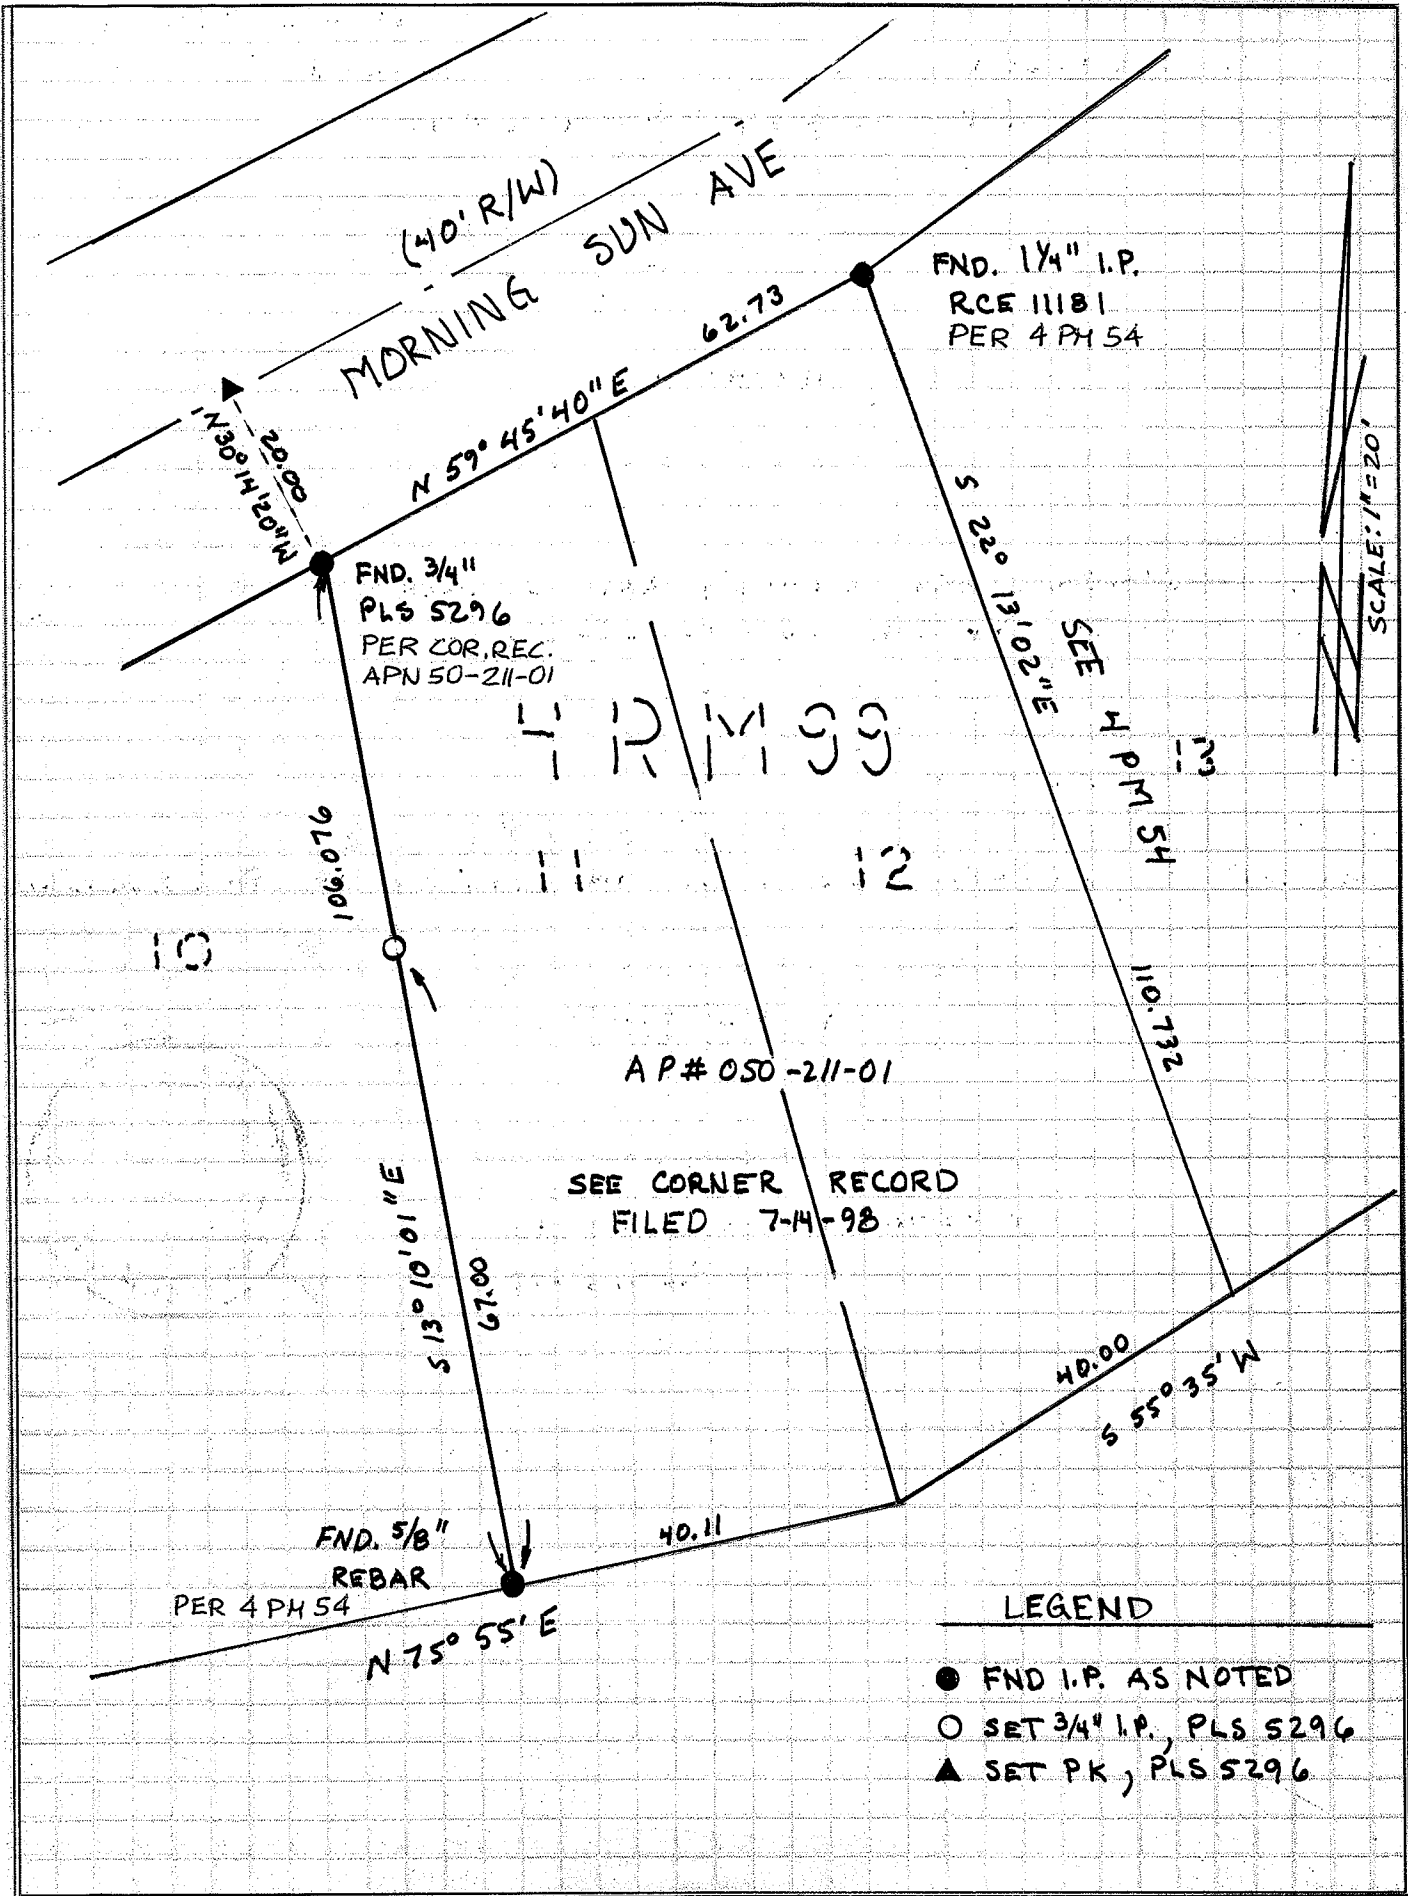 (40' R/W)
MORNING SUN AVE
FND. 1 1/4" I.P.
RCE 11181
PER 4 PM 54
62.73
N 59° 45' 40" E
20.00
N 30° 14' 20" W
SCALE: 1"=20'
N
FND. 3/4"
PLS 5296
PER COR. REC.
APN 50-211-01
S 22° 13' 02" E
SEE 4 PM 54
4 RM 99
13
106.076
11
12
10
110.732
A P # 050-211-01
SEE CORNER RECORD
FILED 7-14-98
S 13° 10' 01" E
67.00
40.00
S 55° 35' W
FND. 5/8"
REBAR
PER 4 PM 54
40.11
N 75° 55' E
LEGEND
● FND I.P. AS NOTED
○ SET 3/4" I.P., PLS 5296
▲ SET PK, PLS 5296